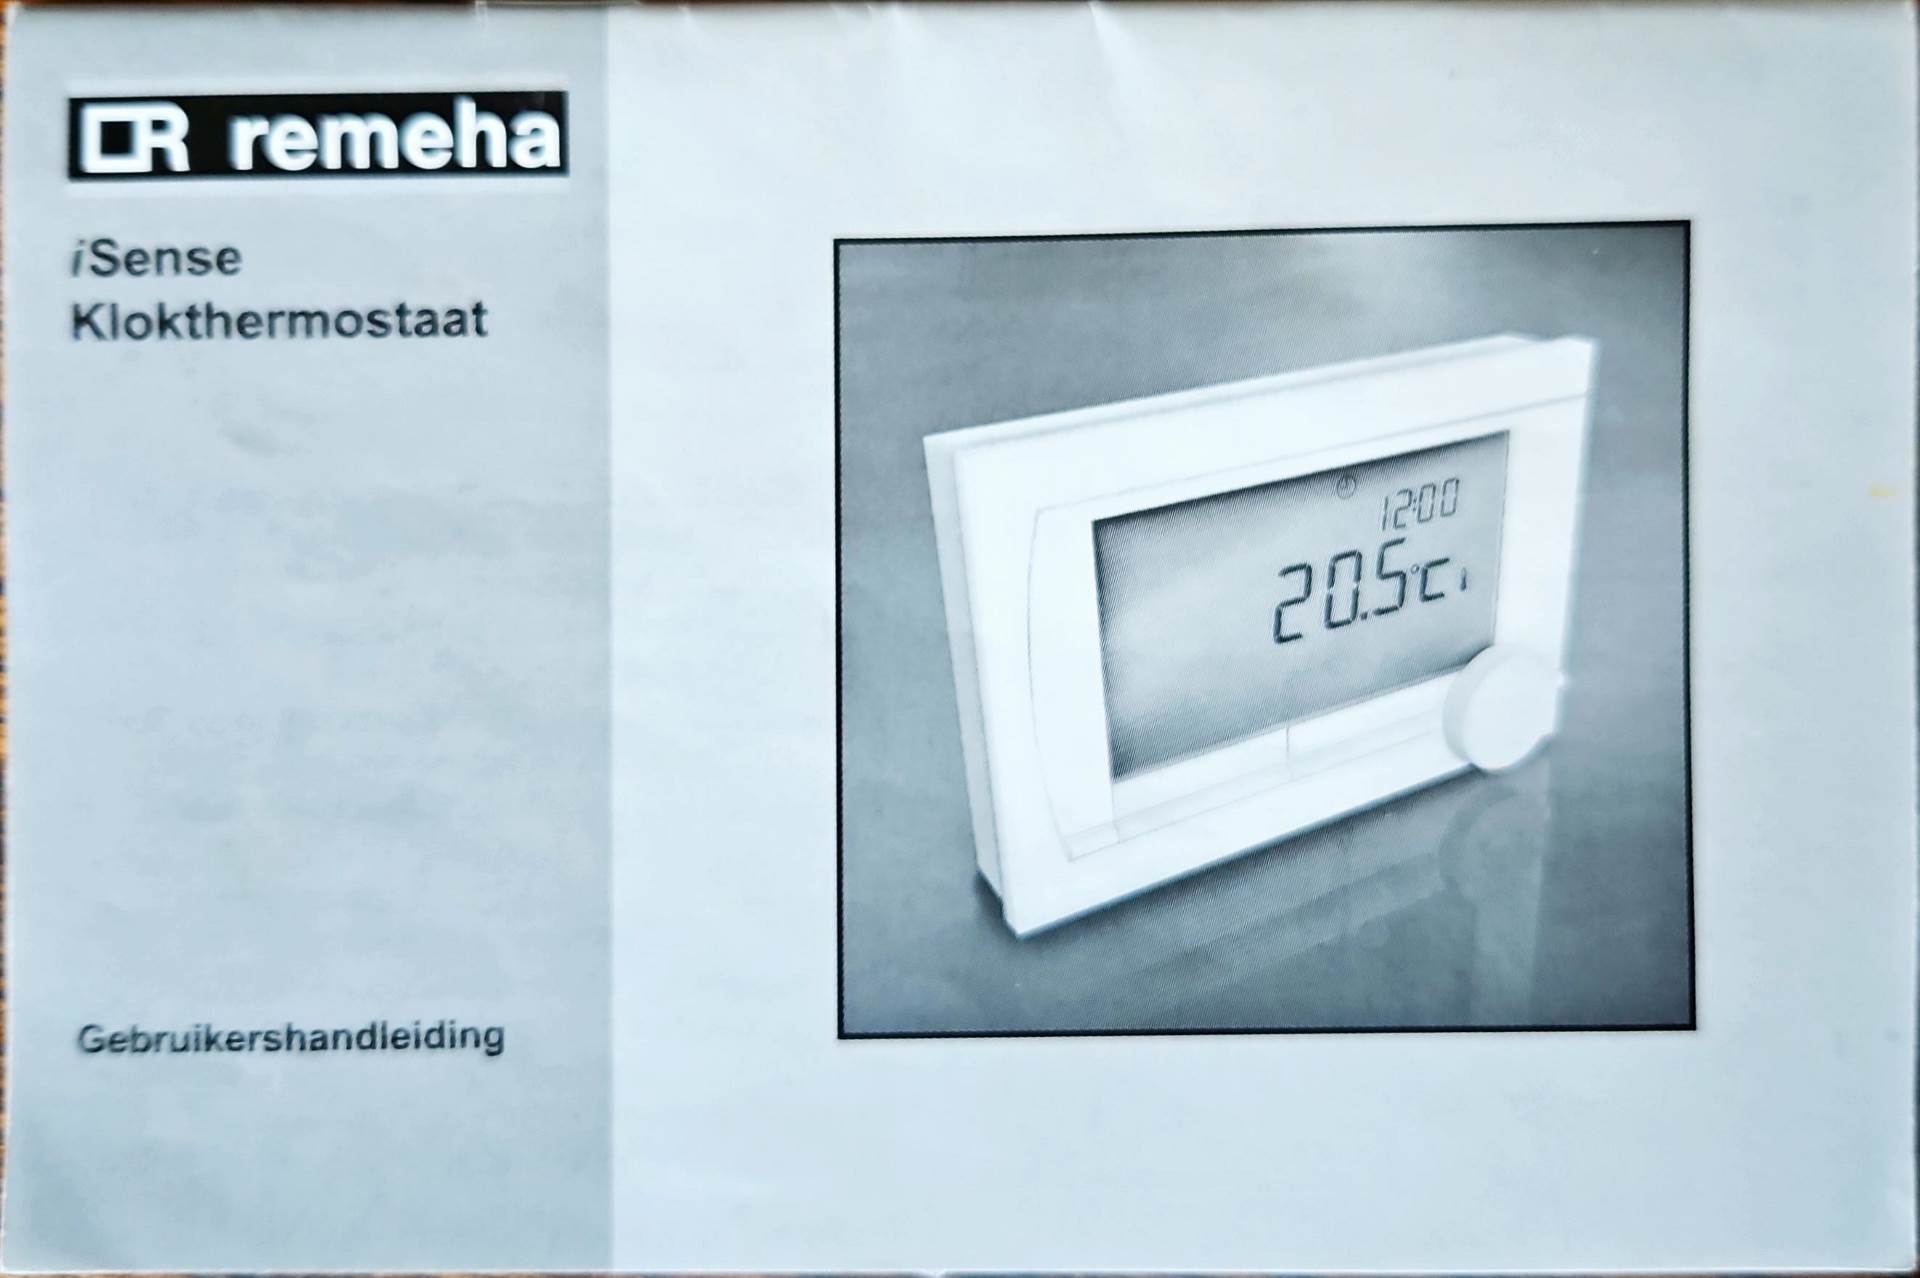 remeha
iSense
Klokthermostaat
12:00
20.5°C
Gebruikershandleiding